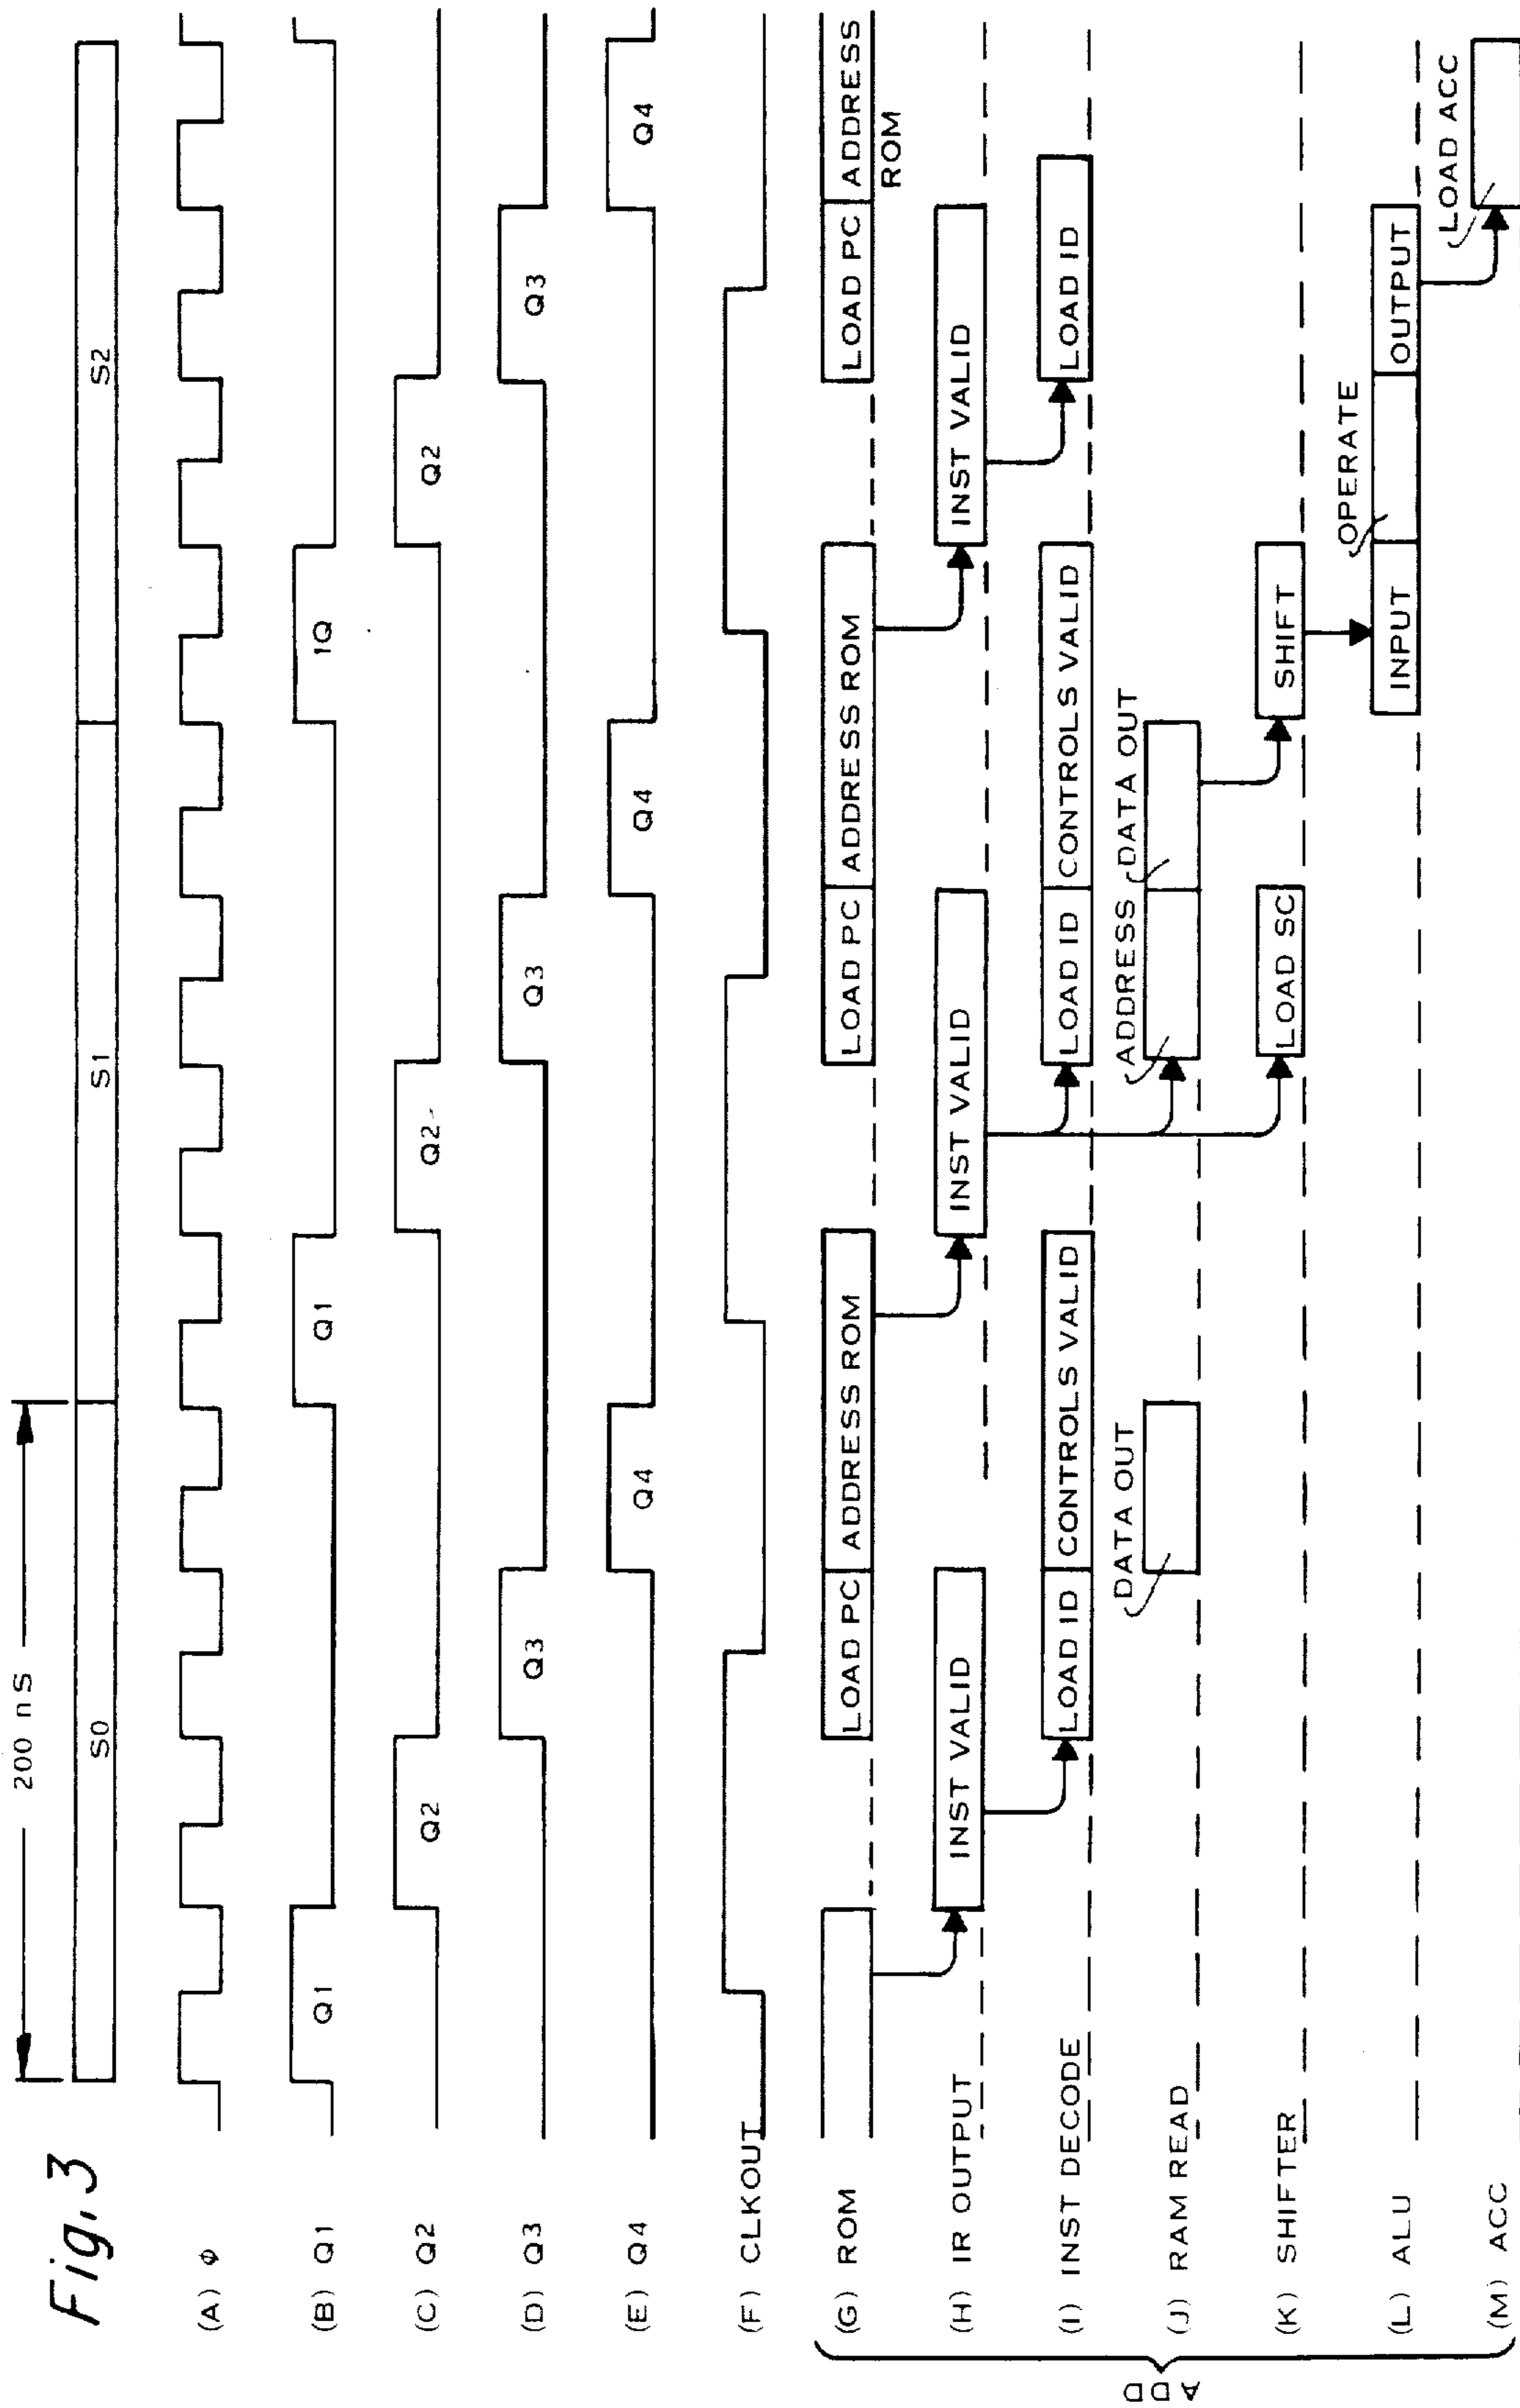 Fig. 3
200 nS
S0 S1 S2
(A) φ
(B) Q1 Q1 Q1 1Q
(C) Q2 Q2 Q2 Q2
(D) Q3 Q3 Q3 Q3
(E) Q4 Q4 Q4 Q4
(F) CLKOUT
(G) ROM LOAD PC ADDRESS ROM LOAD PC ADDRESS ROM LOAD PC ADDRESS
ROM
(H) IR OUTPUT INST VALID INST VALID INST VALID
(I) INST DECODE LOAD ID CONTROLS VALID LOAD ID CONTROLS VALID LOAD ID
DATA OUT ADDRESS DATA OUT
(J) RAM READ
(K) SHIFTER LOAD SC SHIFT
OPERATE
(L) ALU INPUT OUTPUT
LOAD ACC
(M) ACC
ADD